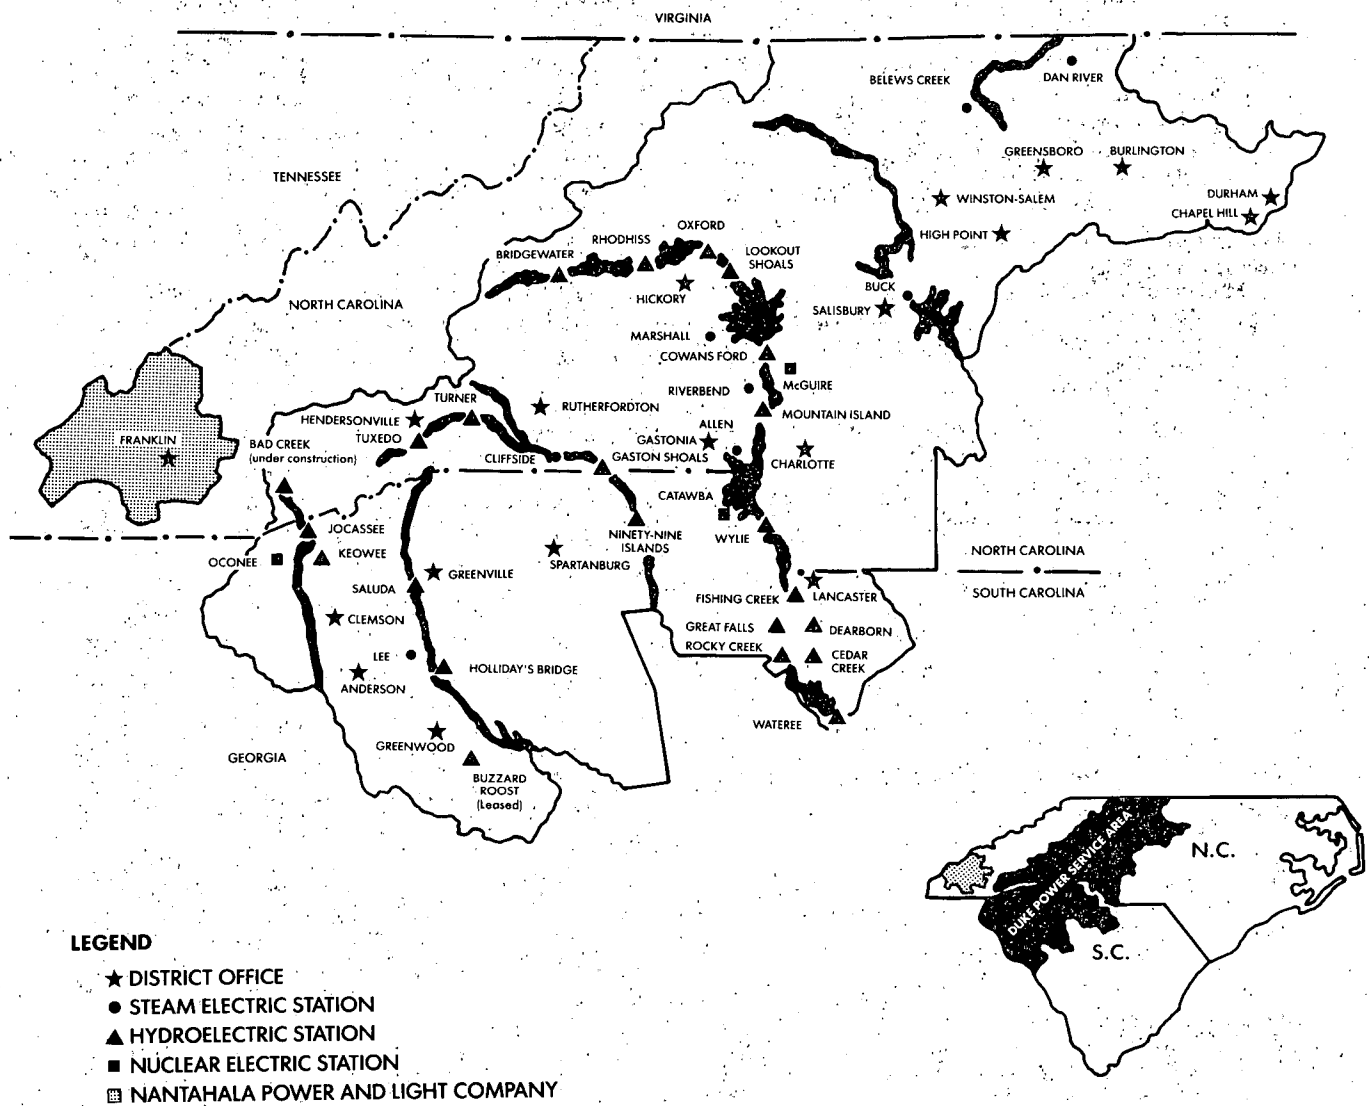 VIRGINIA
BELEWS CREEK
DAN RIVER
GREENSBORO
BURLINGTON
TENNESSEE
WINSTON-SALEM
DURHAM
CHAPEL HILL
HIGH POINT
OXFORD
RHODHISS
BRIDGEWATER
LOOKOUT
SHOALS
HICKORY
BUCK
NORTH CAROLINA
SALISBURY
MARSHALL
COWANS FORD
McGUIRE
RIVERBEND
TURNER
RUTHERFORDTON
MOUNTAIN ISLAND
HENDERSONVILLE
ALLEN
TUXEDO
FRANKLIN
GASTONIA
BAD CREEK
(under construction)
CLIFFSIDE
GASTON SHOALS
CHARLOTTE
CATAWBA
JOCASSEE
NINETY-NINE
ISLANDS
WYLIE
KEOWEE
OCONEE
SPARTANBURG
NORTH CAROLINA
SOUTH CAROLINA
GREENVILLE
SALUDA
FISHING CREEK
LANCASTER
CLEMSON
GREAT FALLS
DEARBORN
ROCKY CREEK
CEDAR
CREEK
LEE
HOLLIDAY'S BRIDGE
ANDERSON
WATEREE
GREENWOOD
GEORGIA
BUZZARD
ROOST
(Leased)
DUKE POWER SERVICE AREA
N.C.
S.C.
LEGEND
DISTRICT OFFICE
STEAM ELECTRIC STATION
HYDROELECTRIC STATION
NUCLEAR ELECTRIC STATION
NANTAHALA POWER AND LIGHT COMPANY